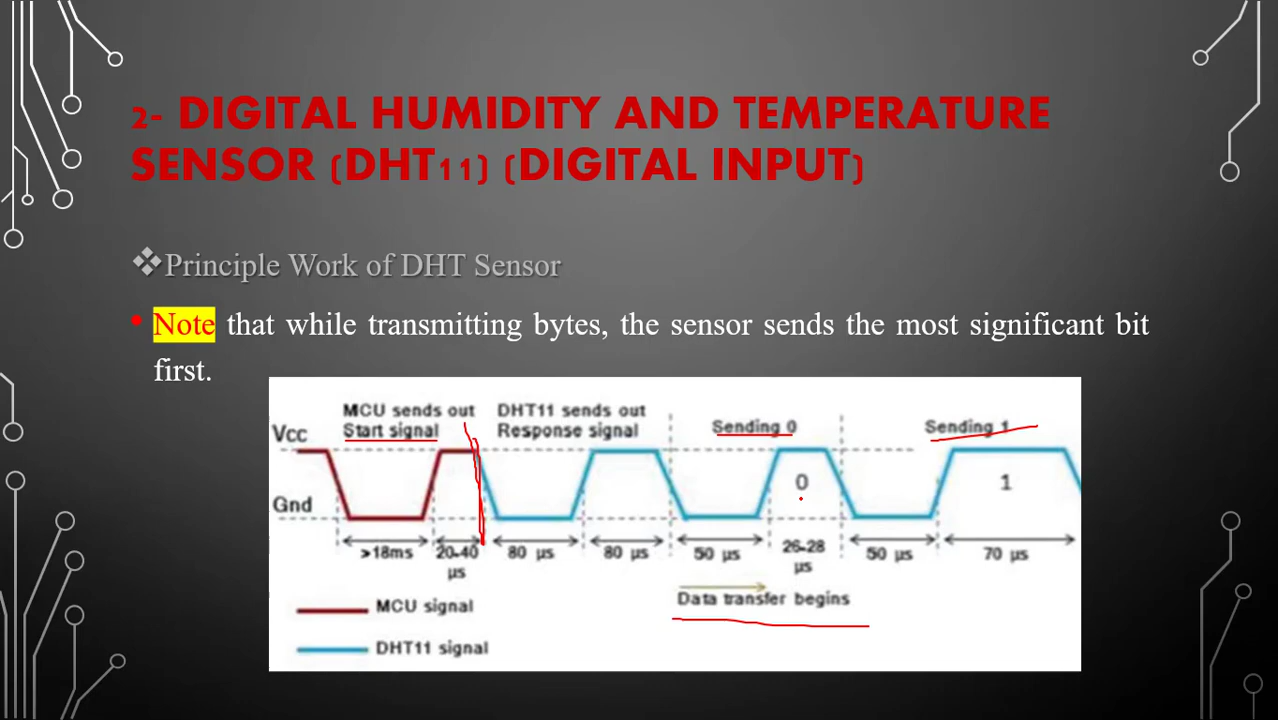 2- DIGITAL HUMIDITY AND TEMPERATURE
SENSOR (DHT11) (DIGITAL INPUT)
❖Principle Work of DHT Sensor
• Note that while transmitting bytes, the sensor sends the most significant bit
first.
MCU sends out
Start signal
DHT11 sends out
Response signal
Sending 0
Sending 1
Vcc
0
1
Gnd
>18ms
20-40
µs
80 µs
80 µs
50 µs
26-28
µs
50 µs
70 µs
Data transfer begins
MCU signal
DHT11 signal